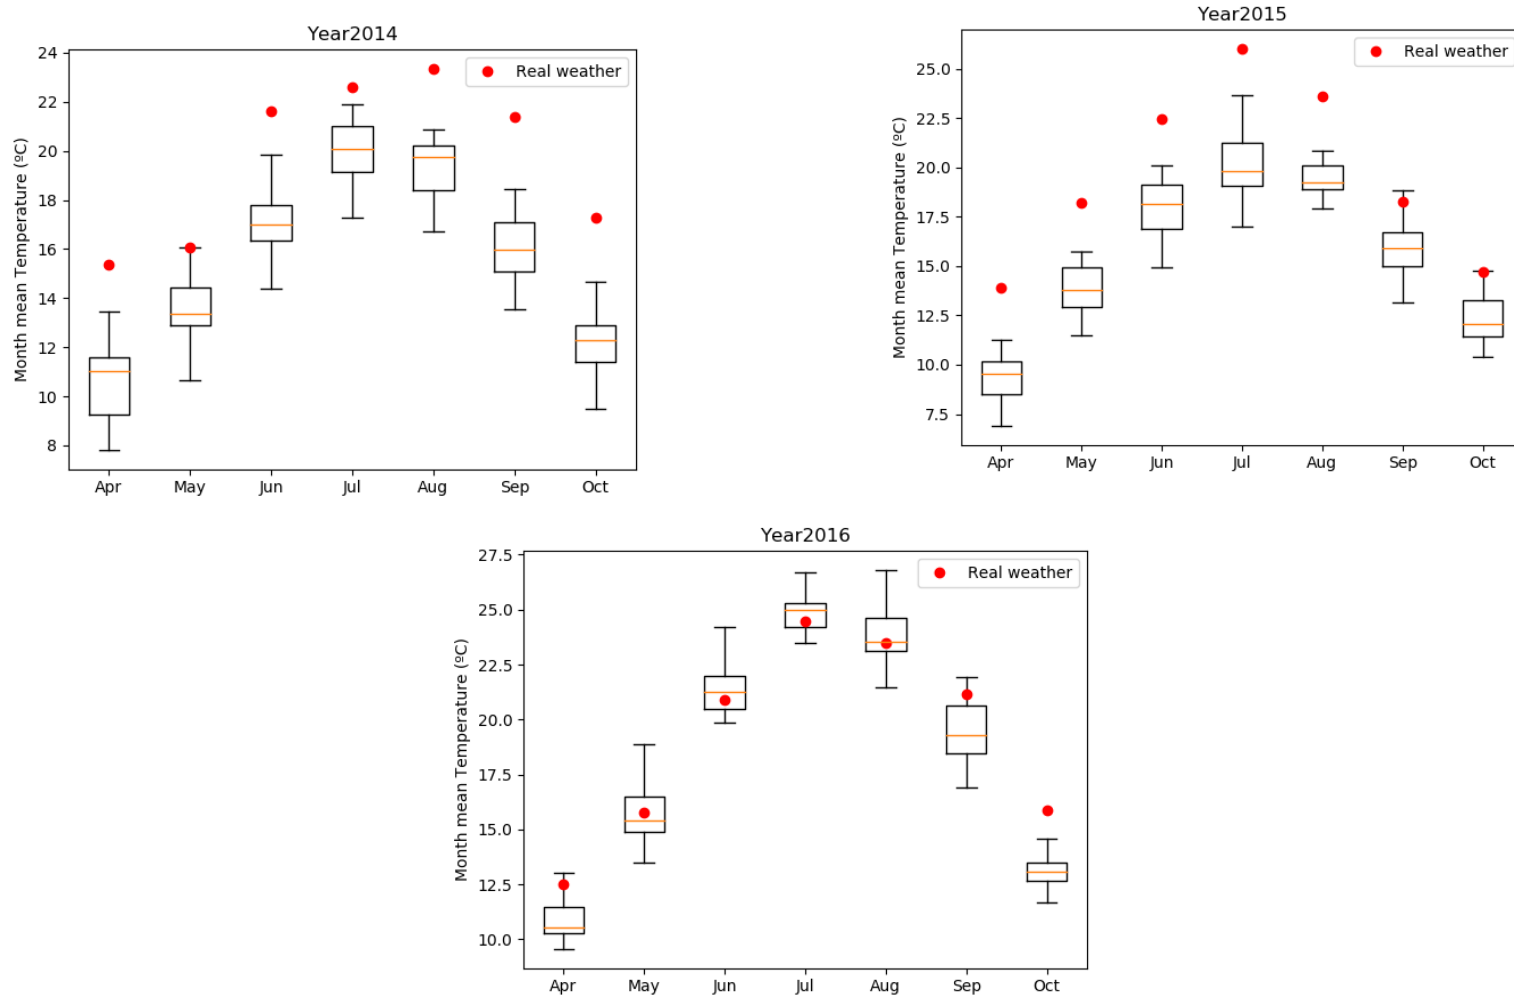 Year2014
Real weather
Month mean Temperature (ºC)
24
22
20
18
16
14
12
10
8
Apr May Jun Jul Aug Sep Oct
Year2015
Real weather
Month mean Temperature (ºC)
25.0
22.5
20.0
17.5
15.0
12.5
10.0
7.5
Apr May Jun Jul Aug Sep Oct
Year2016
Real weather
Month mean Temperature (ºC)
27.5
25.0
22.5
20.0
17.5
15.0
12.5
10.0
Apr May Jun Jul Aug Sep Oct